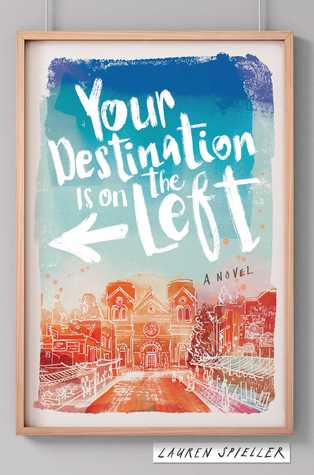 Your
Destination
is on the
Left
A NOVEL
LAUREN SPIELLER